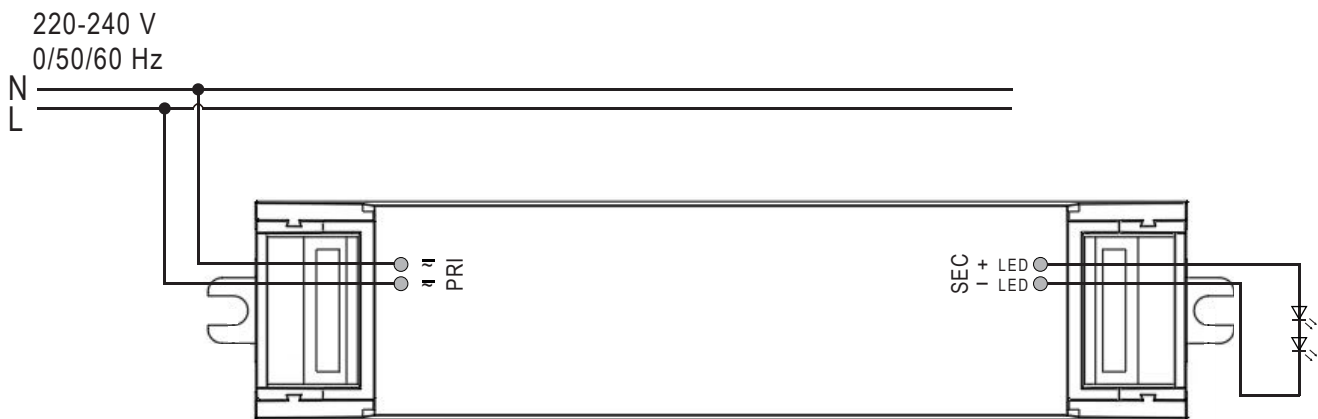 220-240 V
0/50/60 Hz
N
L
PRI
SEC
+ LED
− LED